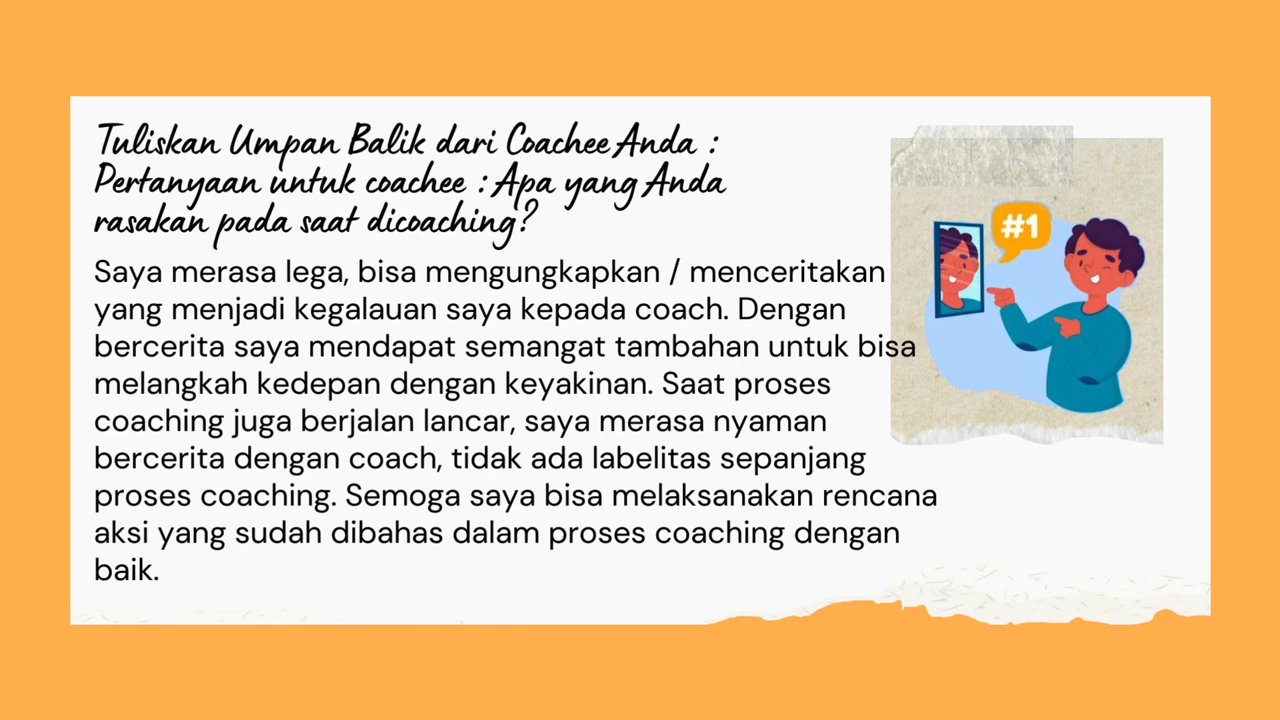 Tuliskan Umpan Balik dari Coachee Anda :
Pertanyaan untuk coachee : Apa yang Anda
rasakan pada saat dicoaching?
Saya merasa lega, bisa mengungkapkan / menceritakan
yang menjadi kegalauan saya kepada coach. Dengan
bercerita saya mendapat semangat tambahan untuk bisa
melangkah kedepan dengan keyakinan. Saat proses
coaching juga berjalan lancar, saya merasa nyaman
bercerita dengan coach, tidak ada labelitas sepanjang
proses coaching. Semoga saya bisa melaksanakan rencana
aksi yang sudah dibahas dalam proses coaching dengan
baik.
#1